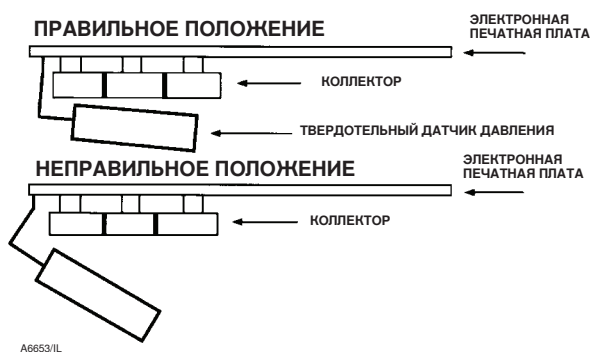 ПРАВИЛЬНОЕ ПОЛОЖЕНИЕ
ЭЛЕКТРОННАЯ
ПЕЧАТНАЯ ПЛАТА
КОЛЛЕКТОР
ТВЕРДОТЕЛЬНЫЙ ДАТЧИК ДАВЛЕНИЯ
НЕПРАВИЛЬНОЕ ПОЛОЖЕНИЕ
ЭЛЕКТРОННАЯ
ПЕЧАТНАЯ ПЛАТА
КОЛЛЕКТОР
A6653/IL